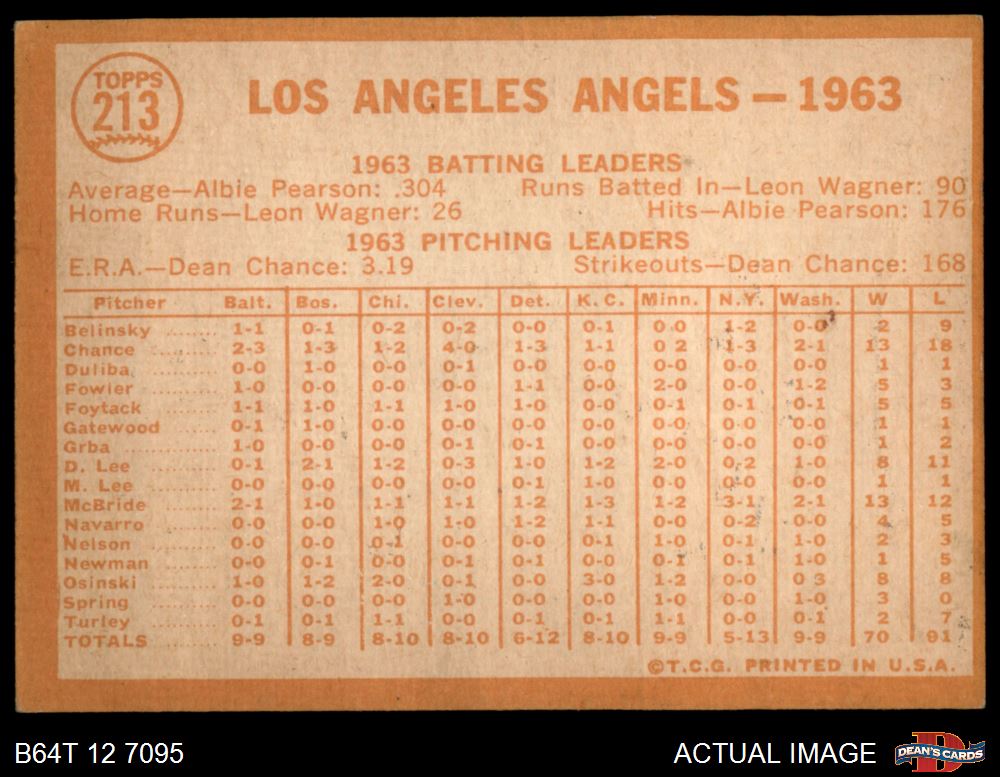 TOPPS
213
LOS ANGELES ANGELS — 1963
1963 BATTING LEADERS
Average—Albie Pearson: .304 Runs Batted In—Leon Wagner: 90
Home Runs—Leon Wagner: 26 Hits—Albie Pearson: 176
1963 PITCHING LEADERS
E.R.A.—Dean Chance: 3.19 Strikeouts—Dean Chance: 168
Pitcher Balt. Bos. Chi. Clev. Det. K. C. Minn. N.Y. Wash. W L
Belinsky ........ 1-1 0-1 0-2 0-2 0-0 0-1 0-0 1-2 0-0 2 9
Chance ........ 2-3 1-3 1-2 4-0 1-3 1-1 0 2 1-3 2-1 13 18
Duliba ........ 0-0 1-0 0-0 0-1 0-0 0-0 0-0 0-0 0-0 1 1
Fowler ........ 1-0 0-0 0-0 0-0 1-1 0-0 2-0 0-0 1-2 5 3
Foytack ........ 1-1 1-0 1-1 1-0 1-0 0-0 0-1 0-1 0-1 5 5
Gatewood ........ 0-1 1-0 0-0 0-0 0-0 0-0 0-0 0-0 0-0 1 1
Grba ........ 1-0 0-0 0-0 0-1 0-1 0-0 0-0 0-0 0-0 1 2
D. Lee ........ 0-1 2-1 1-2 0-3 1-0 1-2 2-0 0-2 1-0 8 11
M. Lee ........ 0-0 0-0 0-0 0-0 0-1 1-0 0-0 0-0 0-0 1 1
McBride ........ 2-1 1-0 1-1 1-1 1-2 1-3 1-2 3-1 2-1 13 12
Navarro ........ 0-0 0-0 1-0 1-0 1-2 1-1 0-0 0-2 0-0 4 5
Nelson ........ 0-0 0-0 0-1 0-0 0-0 0-1 1-0 0-1 1-0 2 3
Newman ........ 0-0 0-0 0-0 0-1 0-1 0-0 0-1 0-1 1-0 1 5
Osinski ........ 1-0 1-2 2-0 0-1 0-0 3-0 1-2 0-0 0 3 8 8
Spring ........ 0-0 0-0 0-0 1-0 0-0 0-0 1-0 0-0 1-0 3 0
Turley ........ 0-1 0-1 1-1 0-0 0-1 0-1 1-1 0-0 0-1 2 7
TOTALS 9-9 8-9 8-10 8-10 6-12 8-10 9-9 5-13 9-9 70 91
©T.C.G. PRINTED IN U.S.A.
B64T 12 7095 ACTUAL IMAGE
DEAN'S CARDS